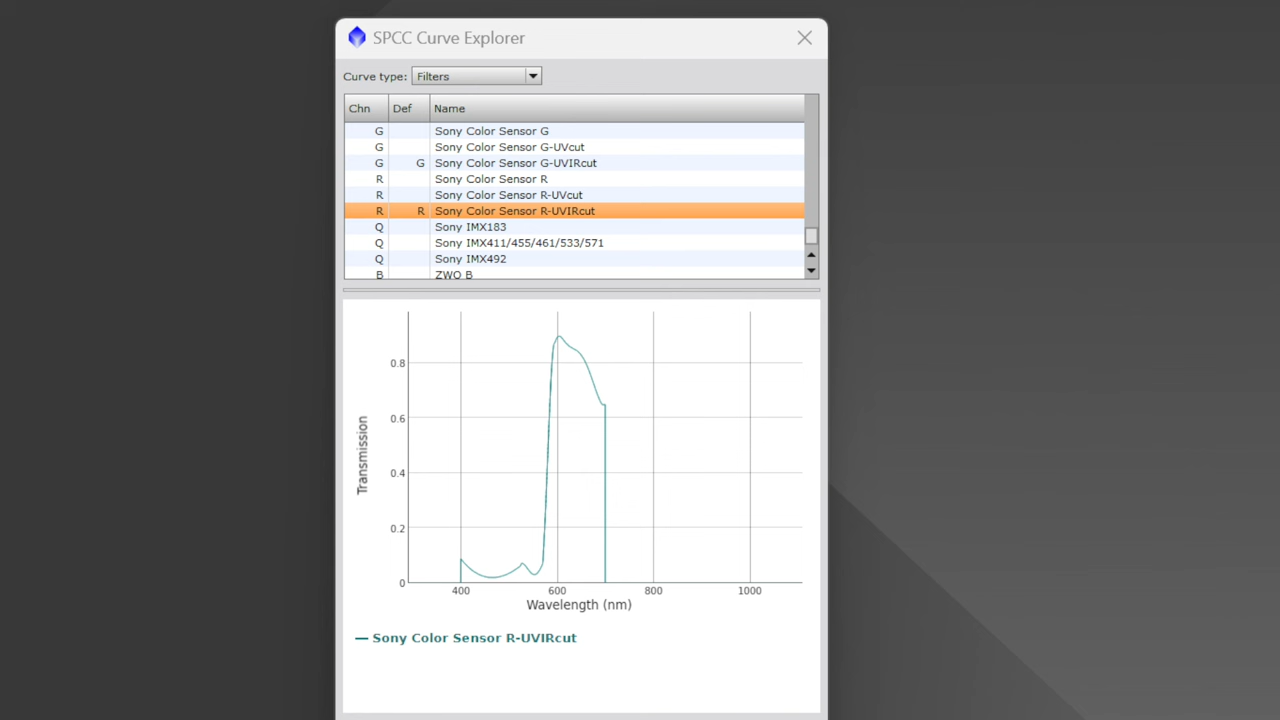 SPCC Curve Explorer
Curve type: Filters
Chn Def Name
G Sony Color Sensor G
G Sony Color Sensor G-UVcut
G G Sony Color Sensor G-UVIRcut
R Sony Color Sensor R
R Sony Color Sensor R-UVcut
R R Sony Color Sensor R-UVIRcut
Q Sony IMX183
Q Sony IMX411/455/461/533/571
Q Sony IMX492
B ZWO B
0.8
0.6
0.4
0.2
0
Transmission
400 600 800 1000
Wavelength (nm)
Sony Color Sensor R-UVIRcut